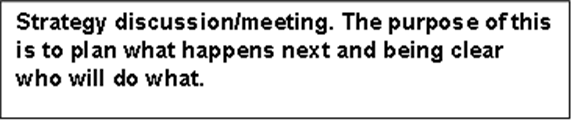 Strategy discussion/meeting. The purpose of this
is to plan what happens next and being clear
who will do what.